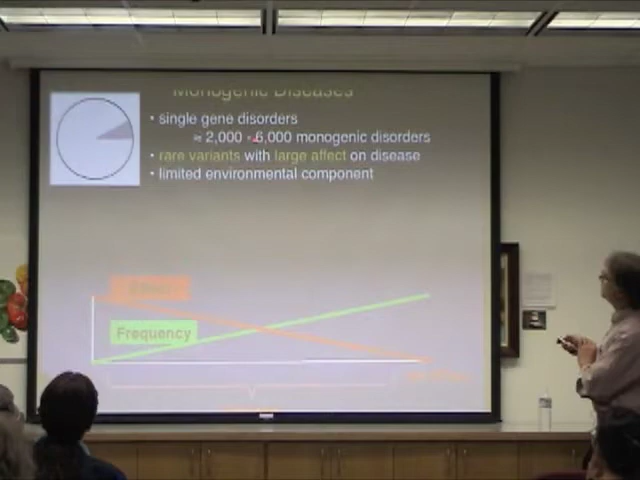 Monogenic Diseases
• single gene disorders
≈ 2,000 - 6,000 monogenic disorders
• rare variants with large affect on disease
• limited environmental component
Effect
Frequency